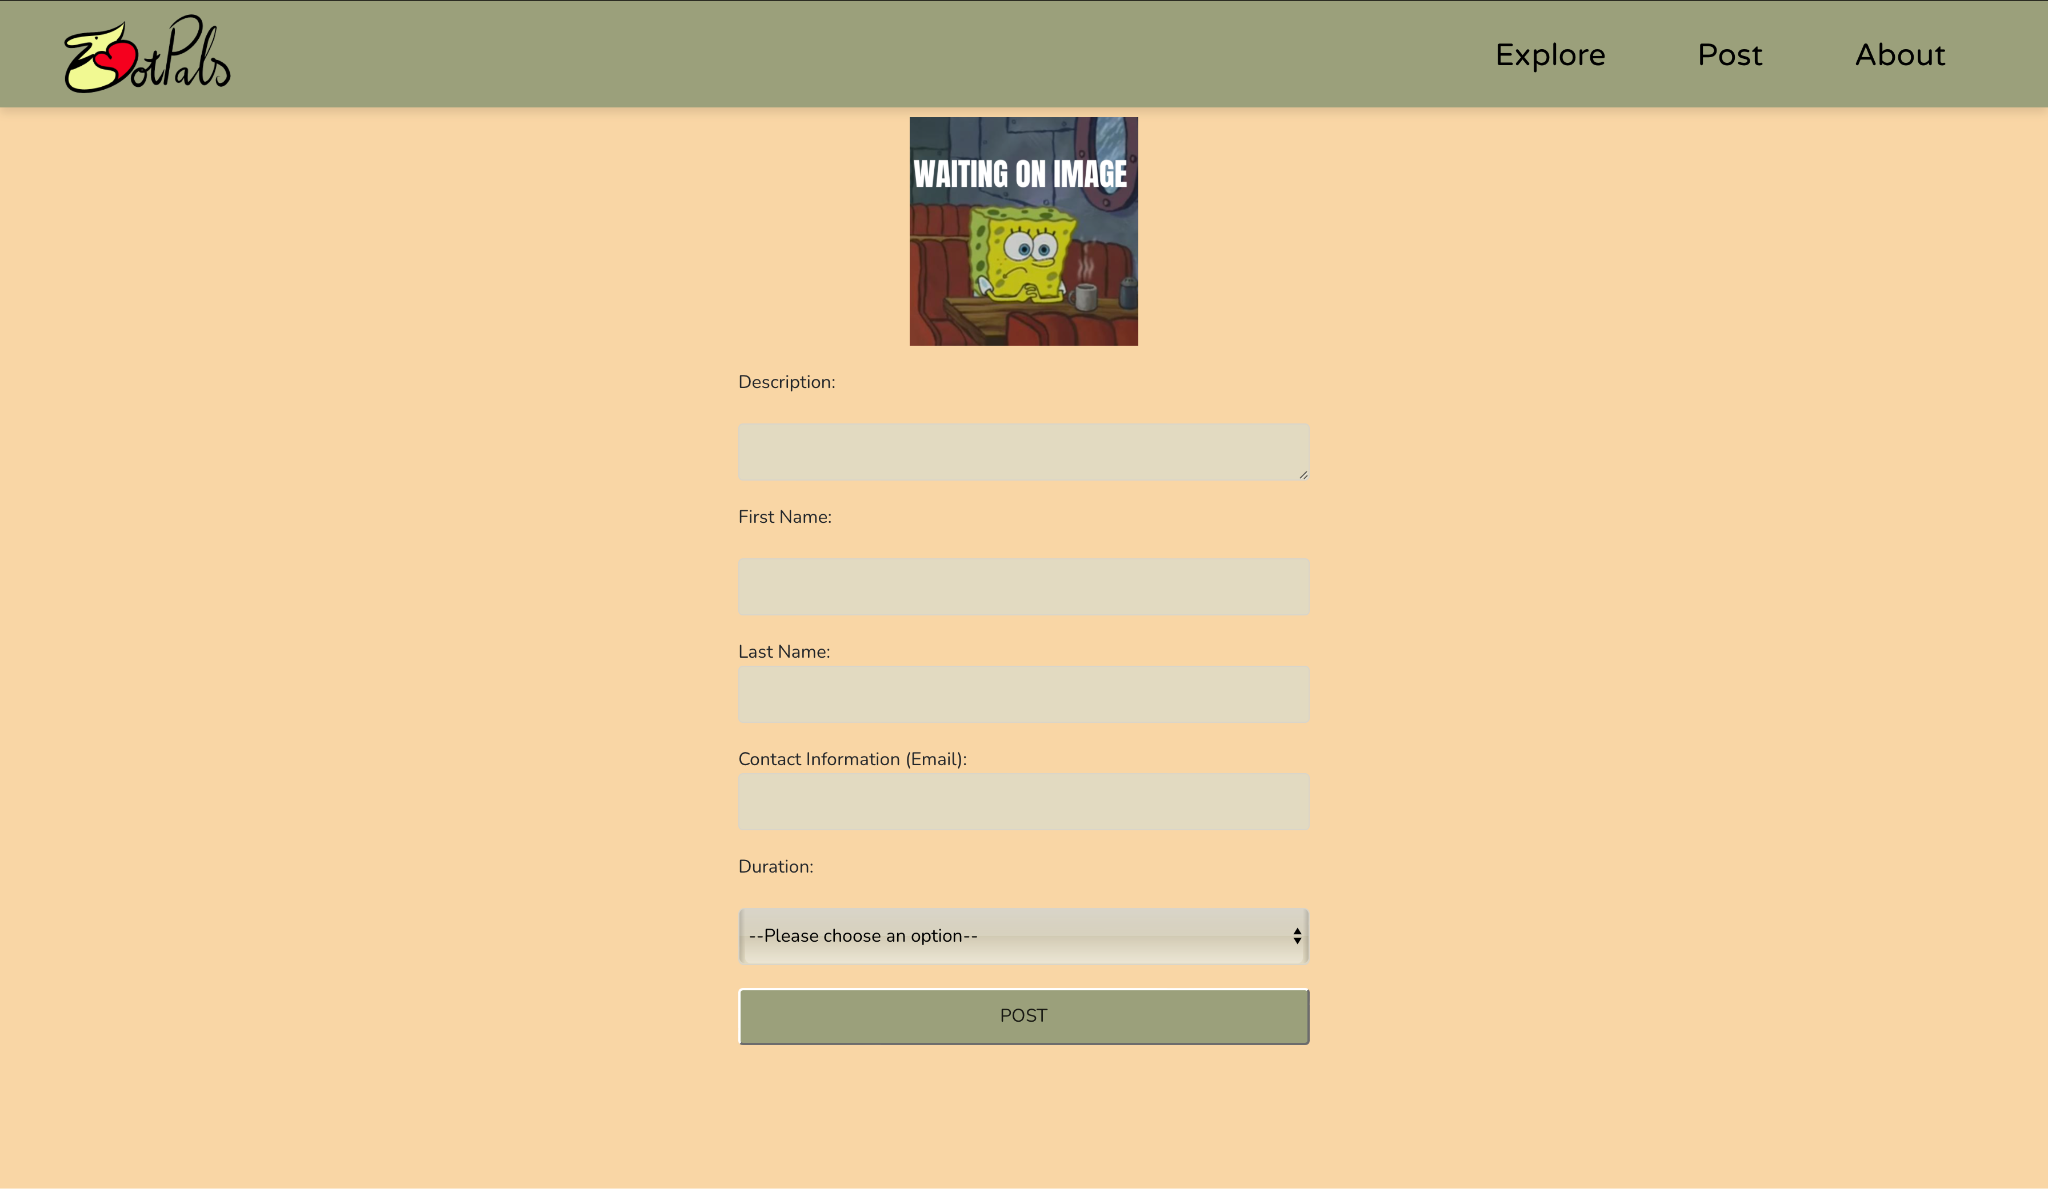 ZotPals
Explore
Post
About
WAITING ON IMAGE
Description:
First Name:
Last Name:
Contact Information (Email):
Duration:
--Please choose an option--
POST